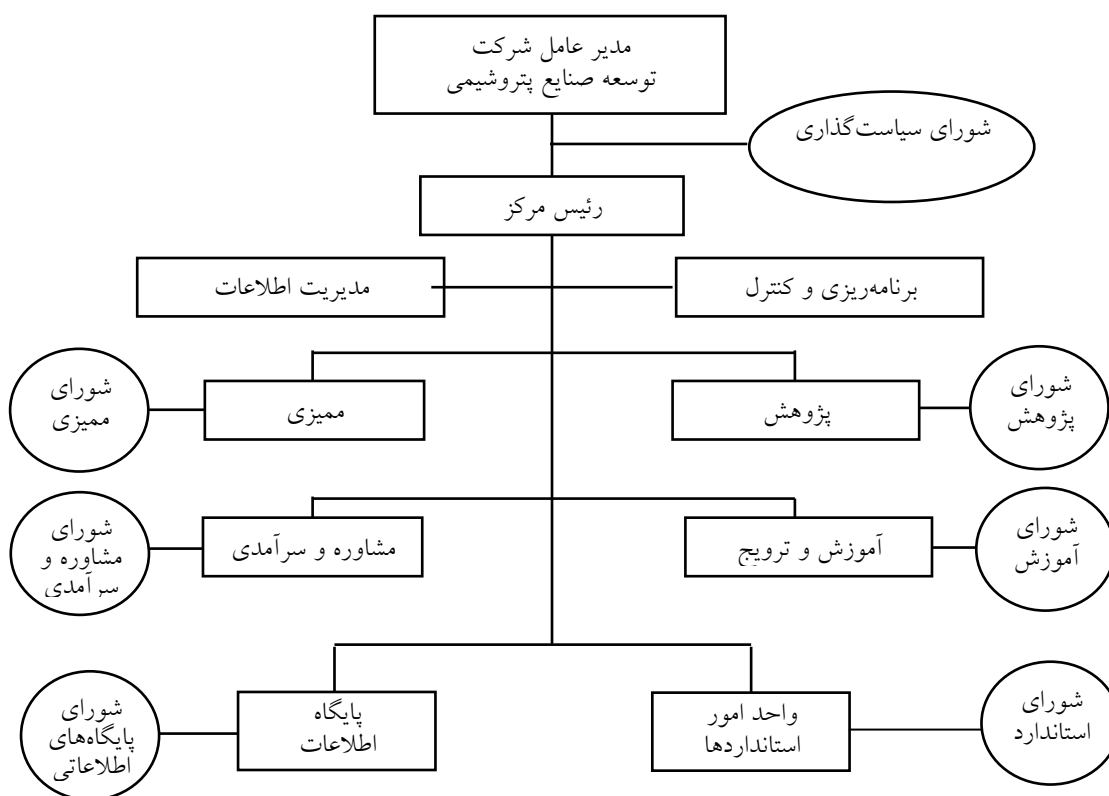 مدیر عامل شرکت
توسعه صنایع پتروشیمی
شورای سیاست‌گذاری
رئیس مرکز
برنامه‌ریزی و کنترل
مدیریت اطلاعات
شورای
پژوهش
پژوهش
ممیزی
شورای
ممیزی
شورای
آموزش
آموزش و ترویج
مشاوره و سرآمدی
شورای
مشاوره و
سرآمدی
شورای
استاندارد
واحد امور
استانداردها
پایگاه
اطلاعات
شورای
پایگاه‌های
اطلاعاتی